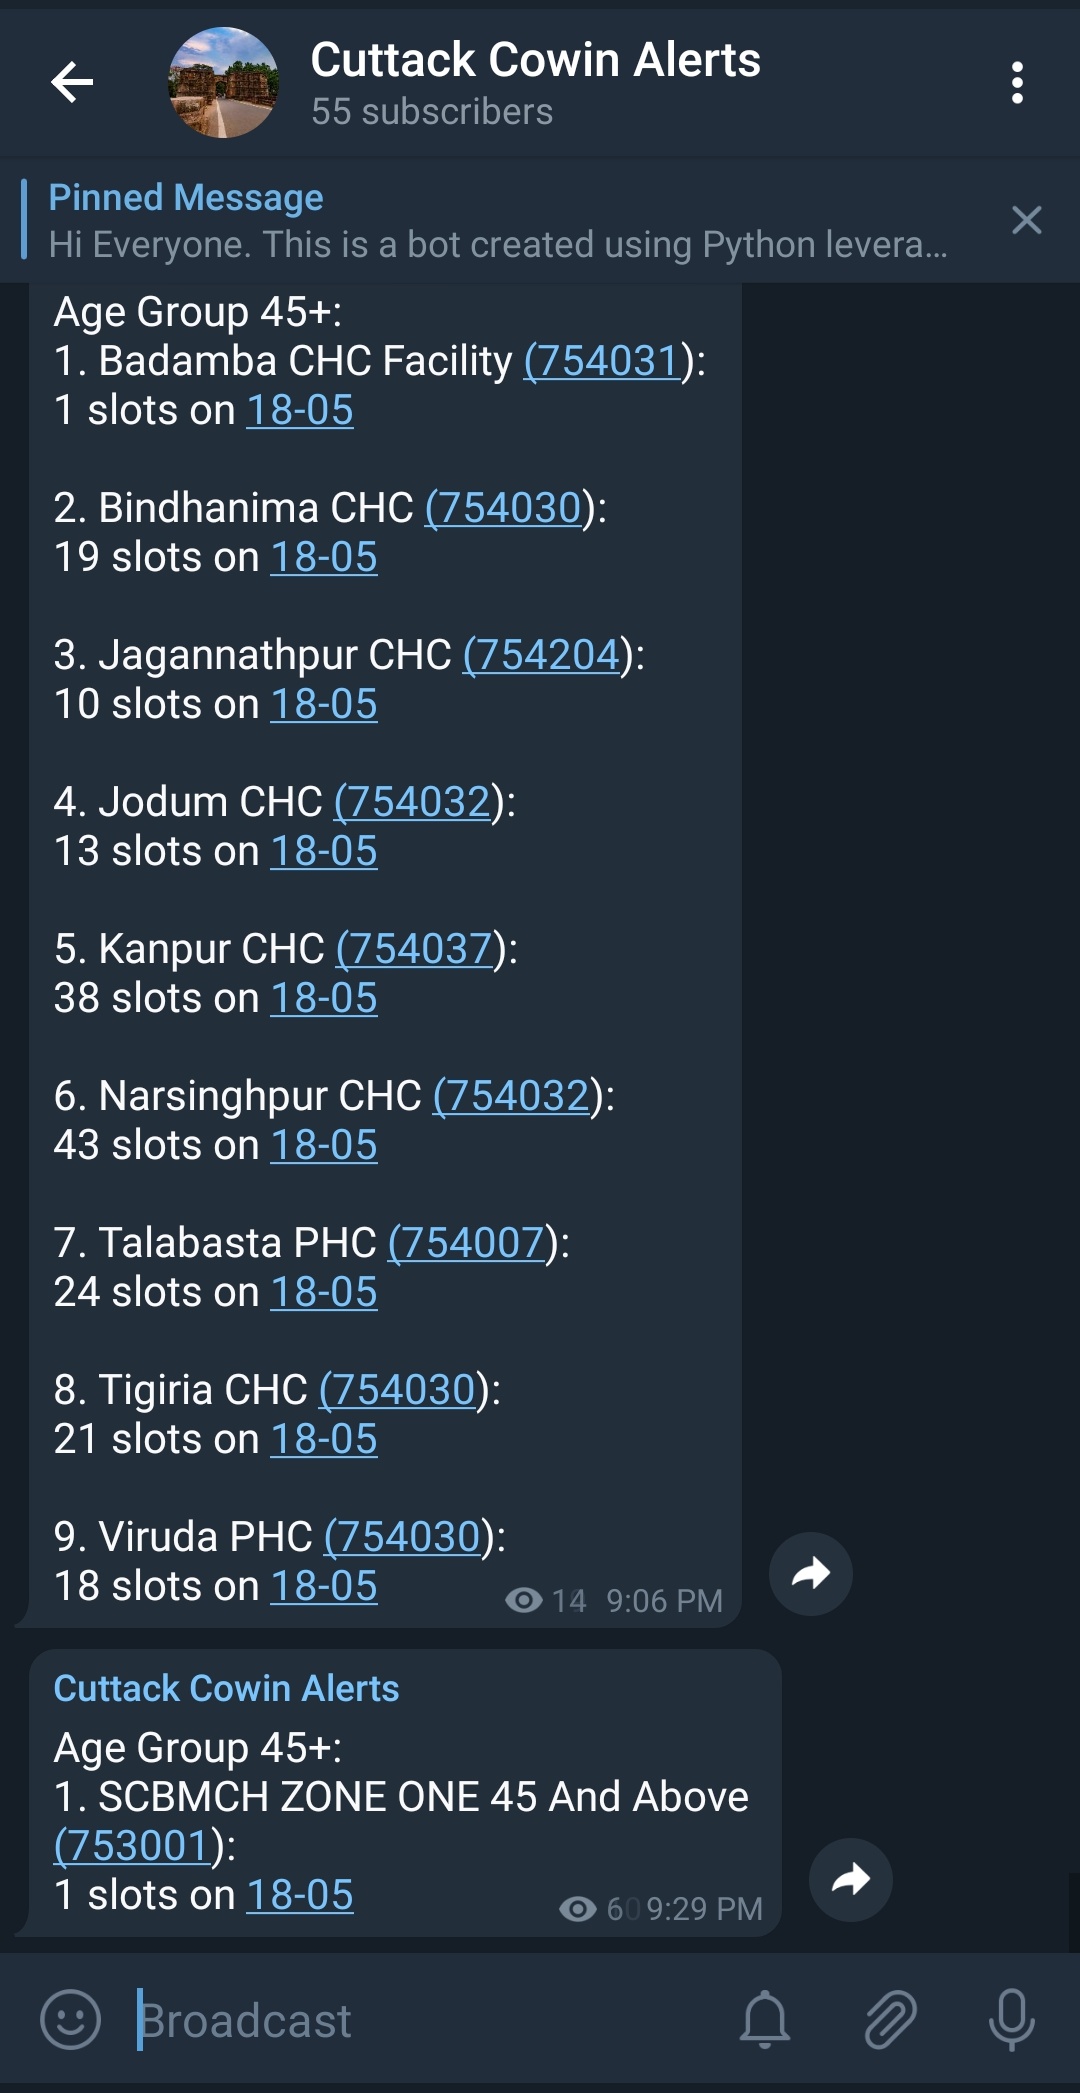 Cuttack Cowin Alerts
55 subscribers
Pinned Message
Hi Everyone. This is a bot created using Python levera...
Age Group 45+:
1. Badamba CHC Facility (754031):
1 slots on 18-05
2. Bindhanima CHC (754030):
19 slots on 18-05
3. Jagannathpur CHC (754204):
10 slots on 18-05
4. Jodum CHC (754032):
13 slots on 18-05
5. Kanpur CHC (754037):
38 slots on 18-05
6. Narsinghpur CHC (754032):
43 slots on 18-05
7. Talabasta PHC (754007):
24 slots on 18-05
8. Tigiria CHC (754030):
21 slots on 18-05
9. Viruda PHC (754030):
18 slots on 18-05
14 9:06 PM
Cuttack Cowin Alerts
Age Group 45+:
1. SCBMCH ZONE ONE 45 And Above
(753001):
1 slots on 18-05
9:29 PM
Broadcast